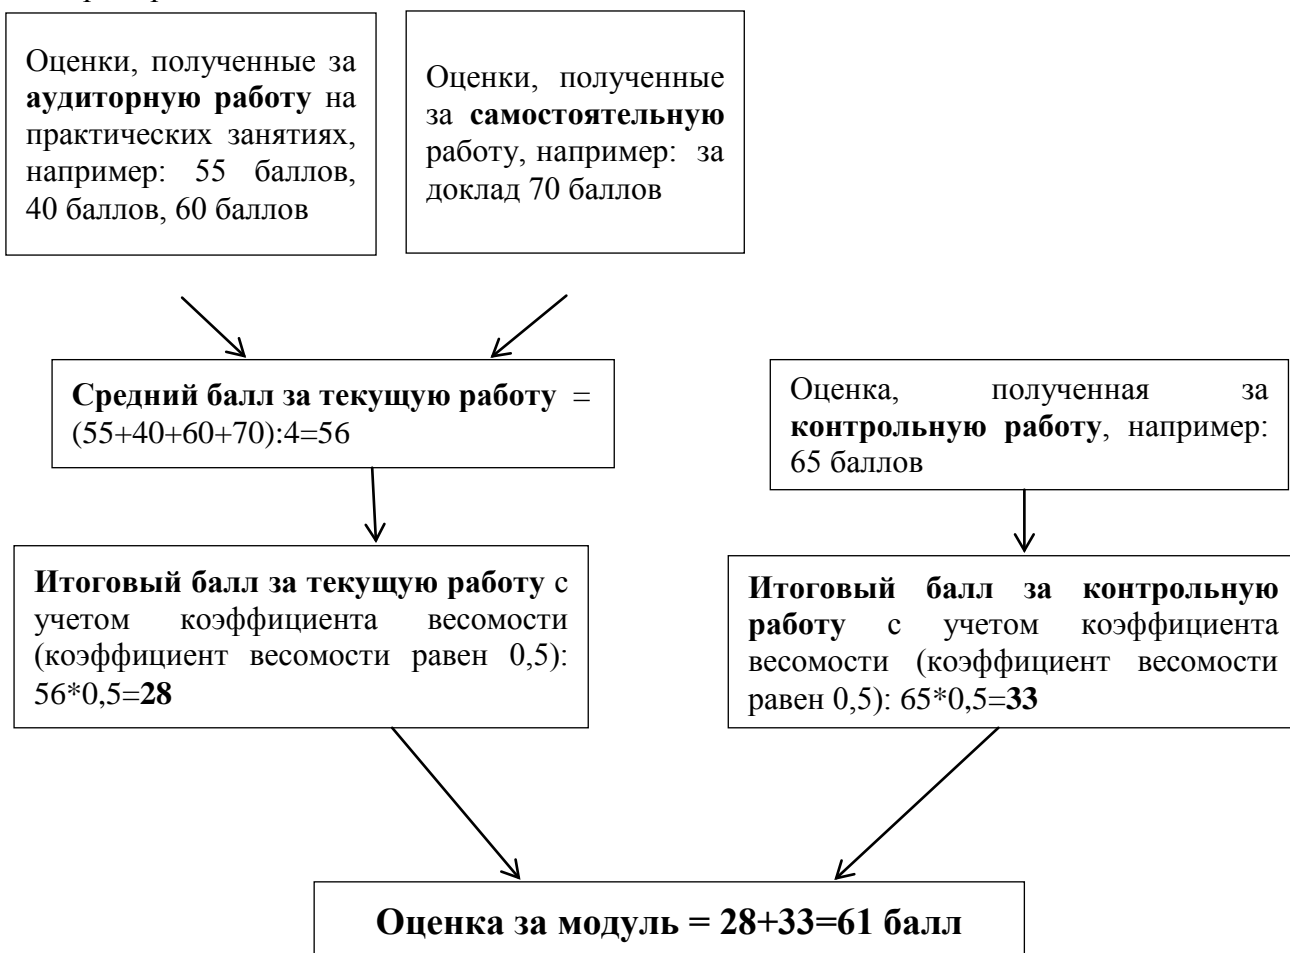 Оценки, полученные за
аудиторную работу на
практических занятиях,
например: 55 баллов,
40 баллов, 60 баллов
Оценки, полученные
за самостоятельную
работу, например: за
доклад 70 баллов
Средний балл за текущую работу =
(55+40+60+70):4=56
Оценка, полученная за
контрольную работу, например:
65 баллов
Итоговый балл за текущую работу с
учетом коэффициента весомости
(коэффициент весомости равен 0,5):
56*0,5=28
Итоговый балл за контрольную
работу с учетом коэффициента
весомости (коэффициент весомости
равен 0,5): 65*0,5=33
Оценка за модуль = 28+33=61 балл